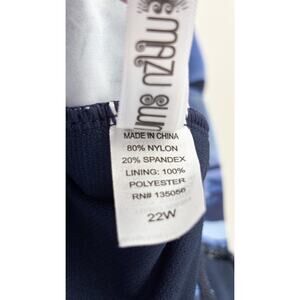 MAZU SWIM
MADE IN CHINA
80% NYLON
20% SPANDEX
LINING: 100%
POLYESTER
RN# 135056
22W